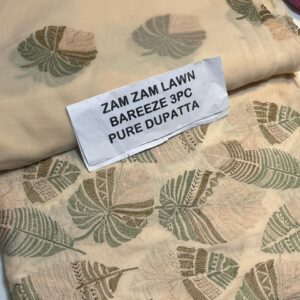 ZAM ZAM LAWN
BAREEZE 3PC
PURE DUPATTA